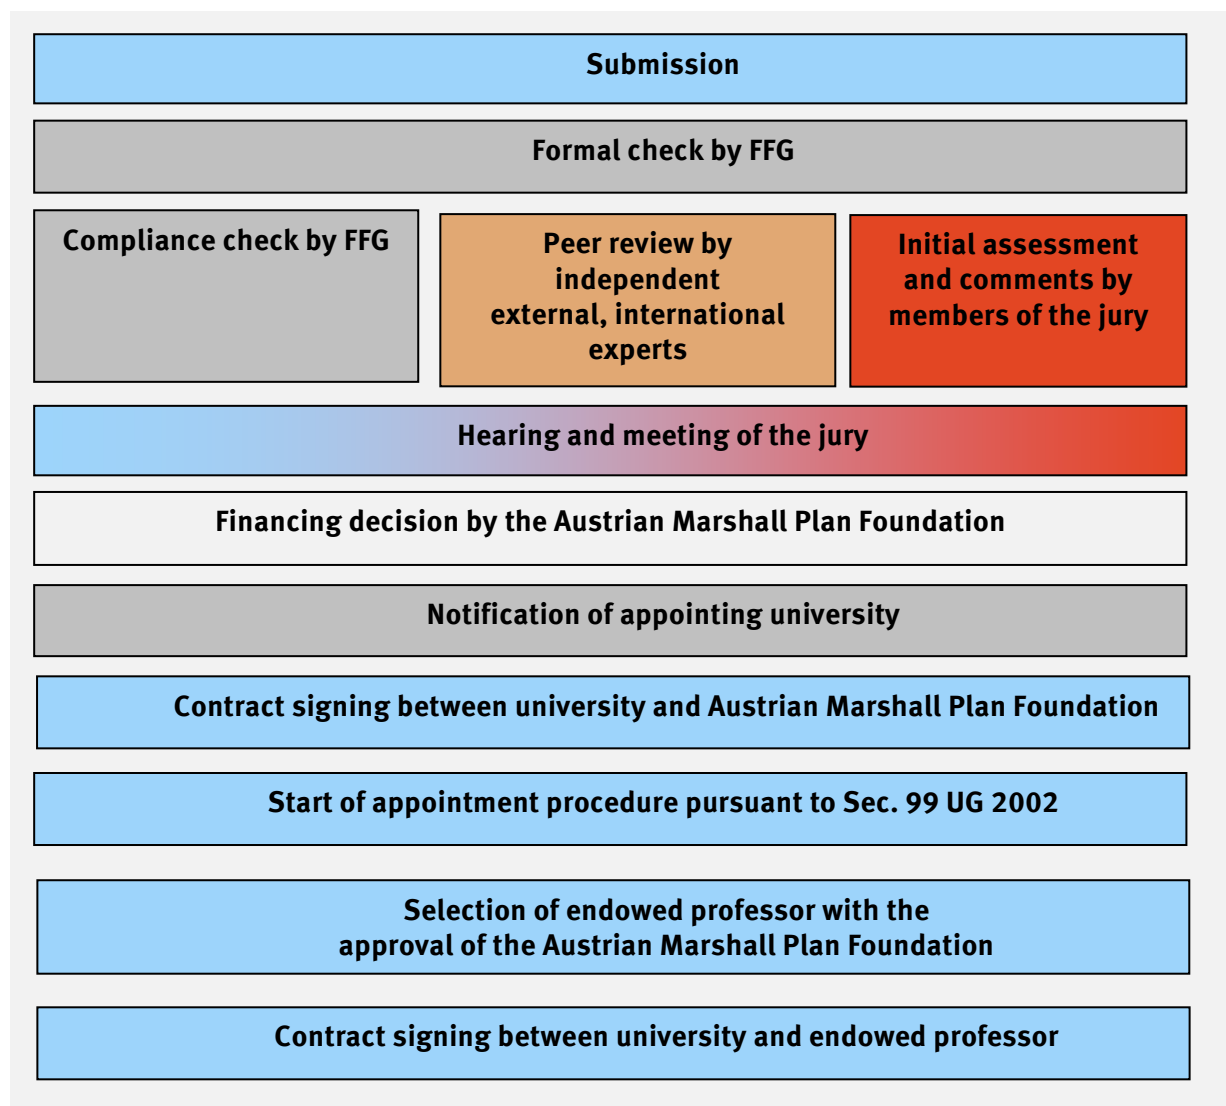 Submission
Formal check by FFG
Compliance check by FFG
Peer review by
independent
external, international
experts
Initial assessment
and comments by
members of the jury
Hearing and meeting of the jury
Financing decision by the Austrian Marshall Plan Foundation
Notification of appointing university
Contract signing between university and Austrian Marshall Plan Foundation
Start of appointment procedure pursuant to Sec. 99 UG 2002
Selection of endowed professor with the
approval of the Austrian Marshall Plan Foundation
Contract signing between university and endowed professor